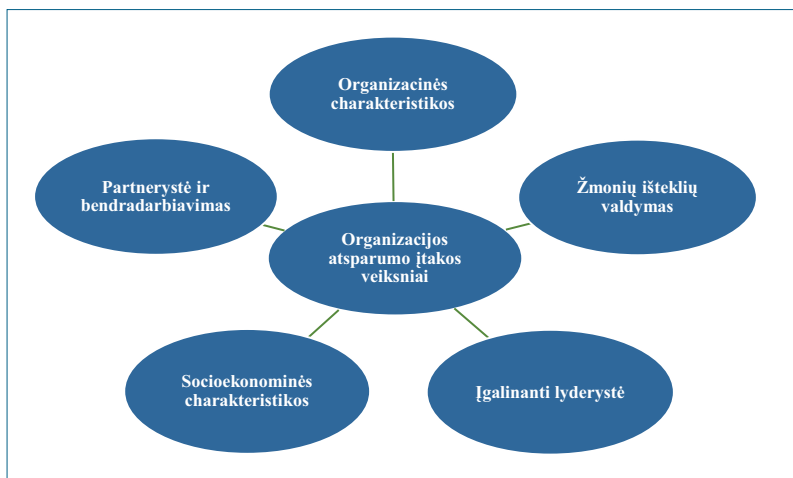 Organizacinės
charakteristikos
Partnerystė ir
bendradarbiavimas
Žmonių išteklių
valdymas
Organizacijos
atsparumo įtakos
veiksniai
Socioekonominės
charakteristikos
Įgalinanti lyderystė